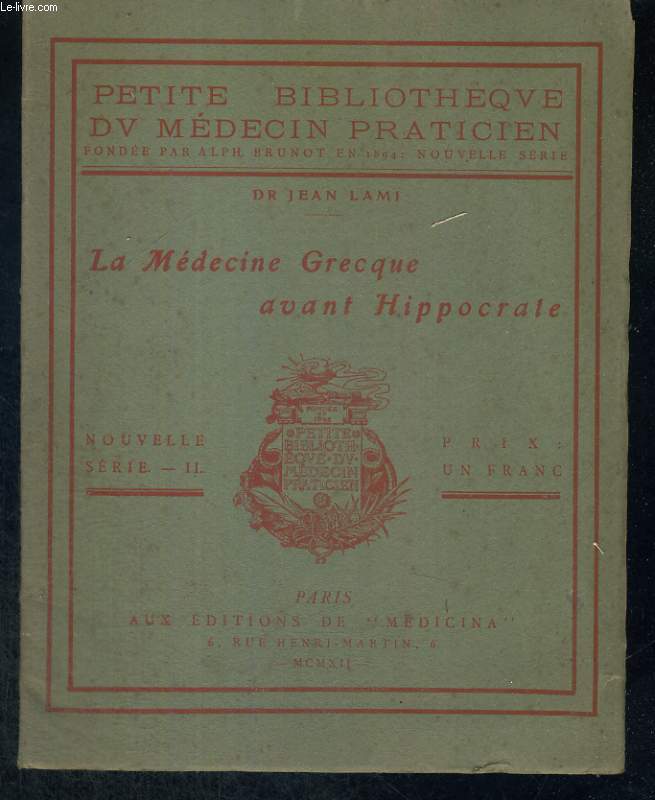 Le-livre.com
PETITE BIBLIOTHEQVE
DV MÉDECIN PRATICIEN
FONDÉE PAR ALPH. BRUNOT EN 1894 : NOUVELLE SÉRIE
DR JEAN LAMI
La Médecine Grecque
avant Hippocrate
NOUVELLE
SÉRIE. — II.
PETITE
BIBLIOTH-
ÈQVE·DV·
MÉDECIN
PRATICIEN
PRIX :
UN FRANC
PARIS
AUX ÉDITIONS DE "MEDICINA"
6, RUE HENRI-MARTIN, 6
— MCMXII —